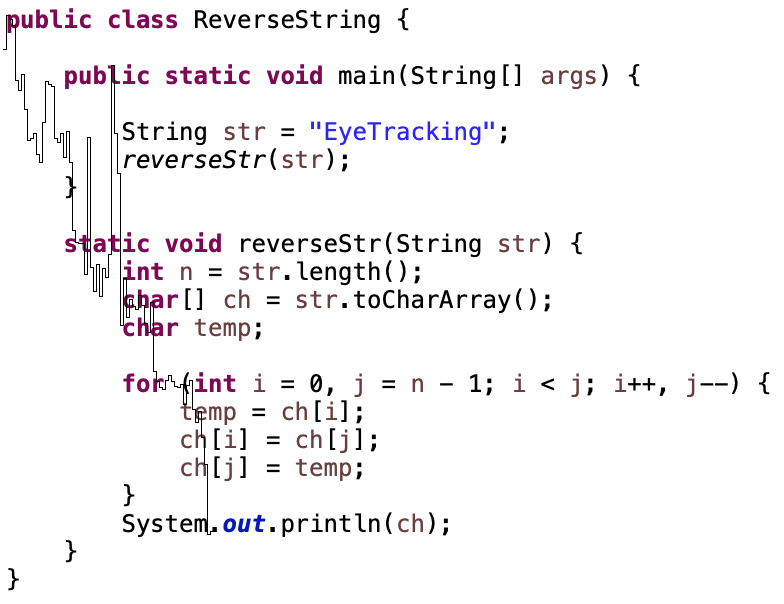 public class ReverseString {
public static void main(String[] args) {
String str = "EyeTracking";
reverseStr(str);
}
static void reverseStr(String str) {
int n = str.length();
char[] ch = str.toCharArray();
char temp;
for (int i = 0, j = n - 1; i < j; i++, j--) {
temp = ch[i];
ch[i] = ch[j];
ch[j] = temp;
}
System.out.println(ch);
}
}